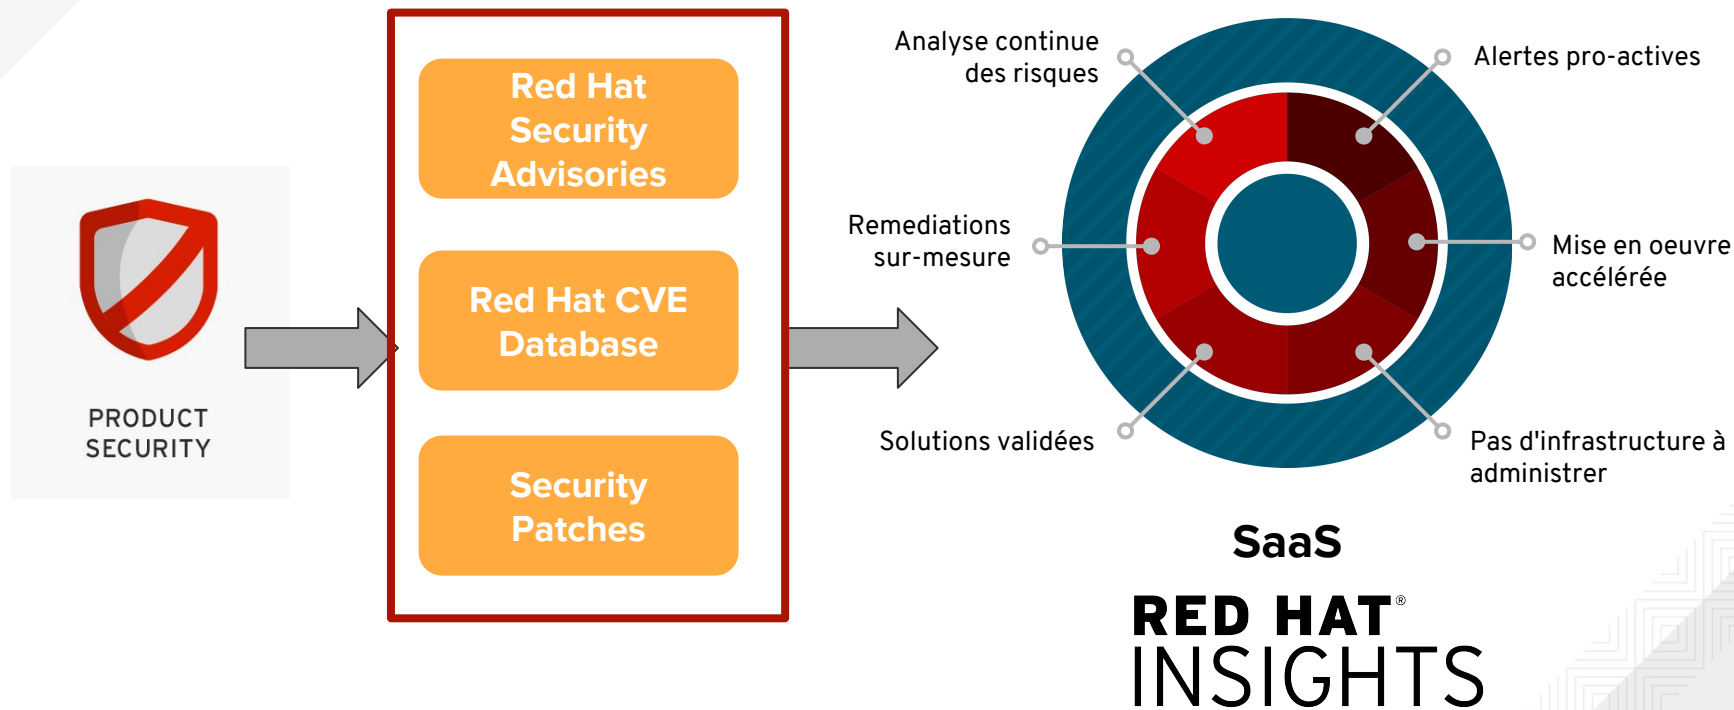 PRODUCT
SECURITY
Red Hat
Security
Advisories
Red Hat CVE
Database
Security
Patches
Analyse continue
des risques
Alertes pro-actives
Remediations
sur-mesure
Mise en oeuvre
accélérée
Solutions validées
Pas d'infrastructure à
administrer
SaaS
RED HAT®
INSIGHTS